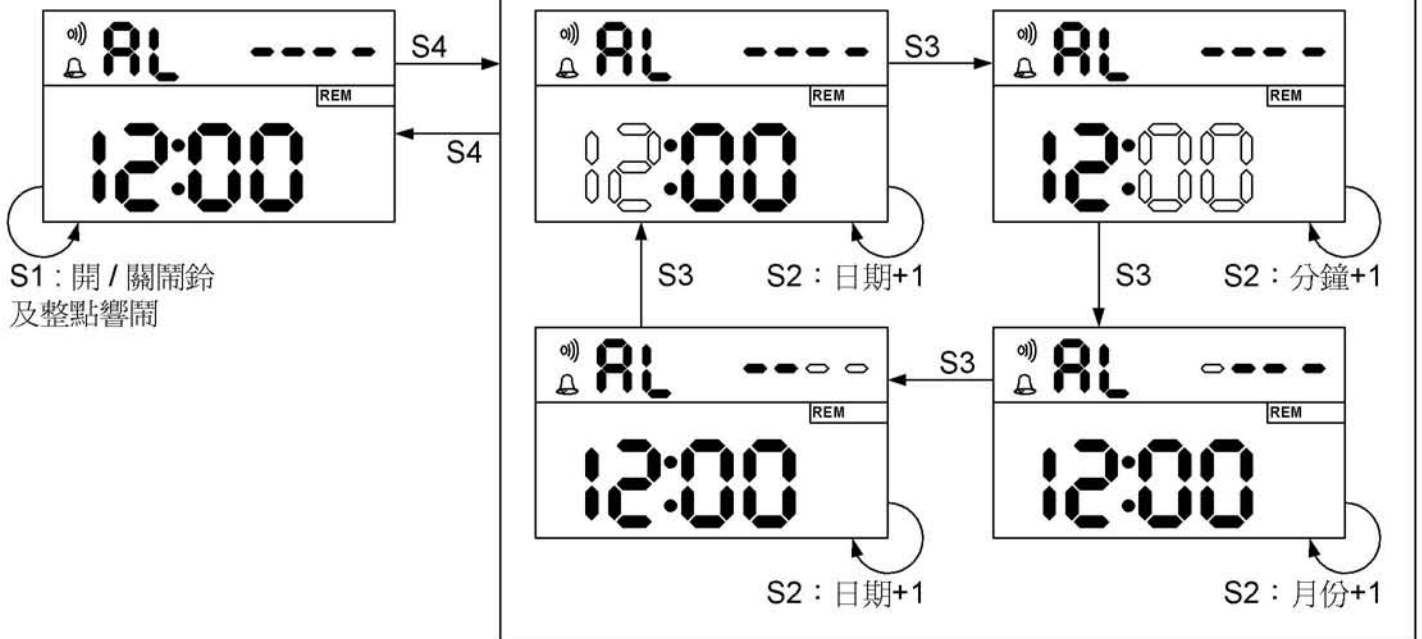 AL ----
REM
12:00
S1：開 / 關鬧鈴
及整點響鬧
S4
S4
AL ----
REM
12:00
S2：日期+1
S3
AL ----
REM
12:00
S2：分鐘+1
S3
S3
AL ----
REM
12:00
S2：日期+1
S3
AL ----
REM
12:00
S2：月份+1